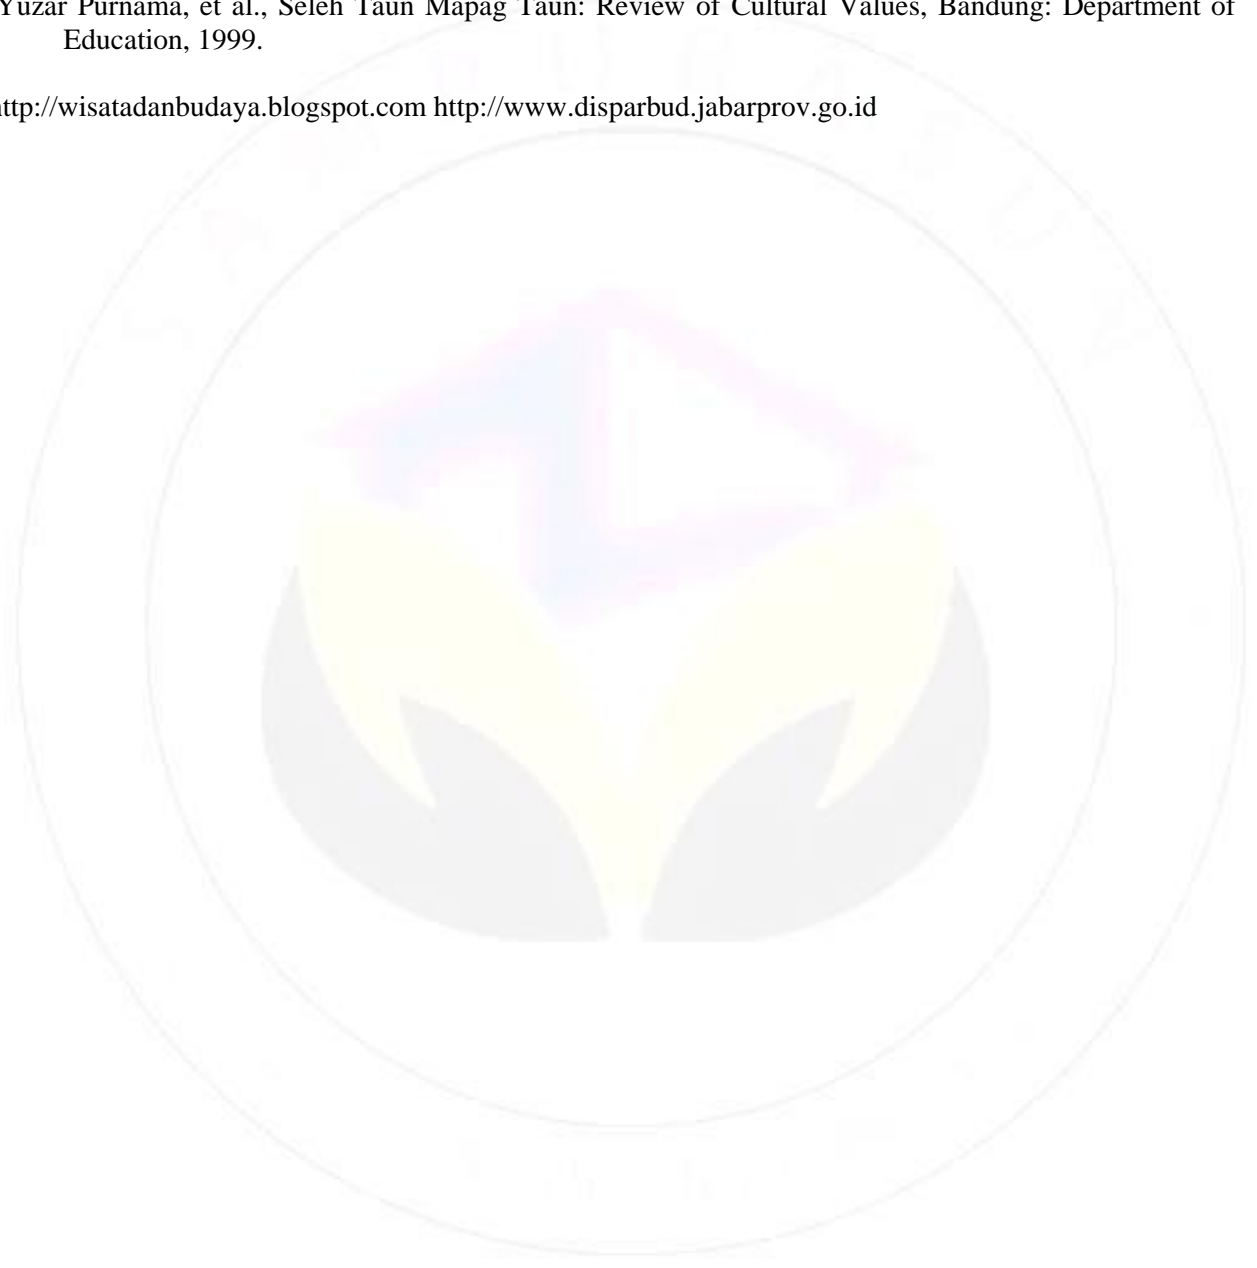 Yuzar Purnama, et al., Seleh Taun Mapag Taun: Review of Cultural Values, Bandung: Department of
Education, 1999.
http://wisatadanbudaya.blogspot.com http://www.disparbud.jabarprov.go.id